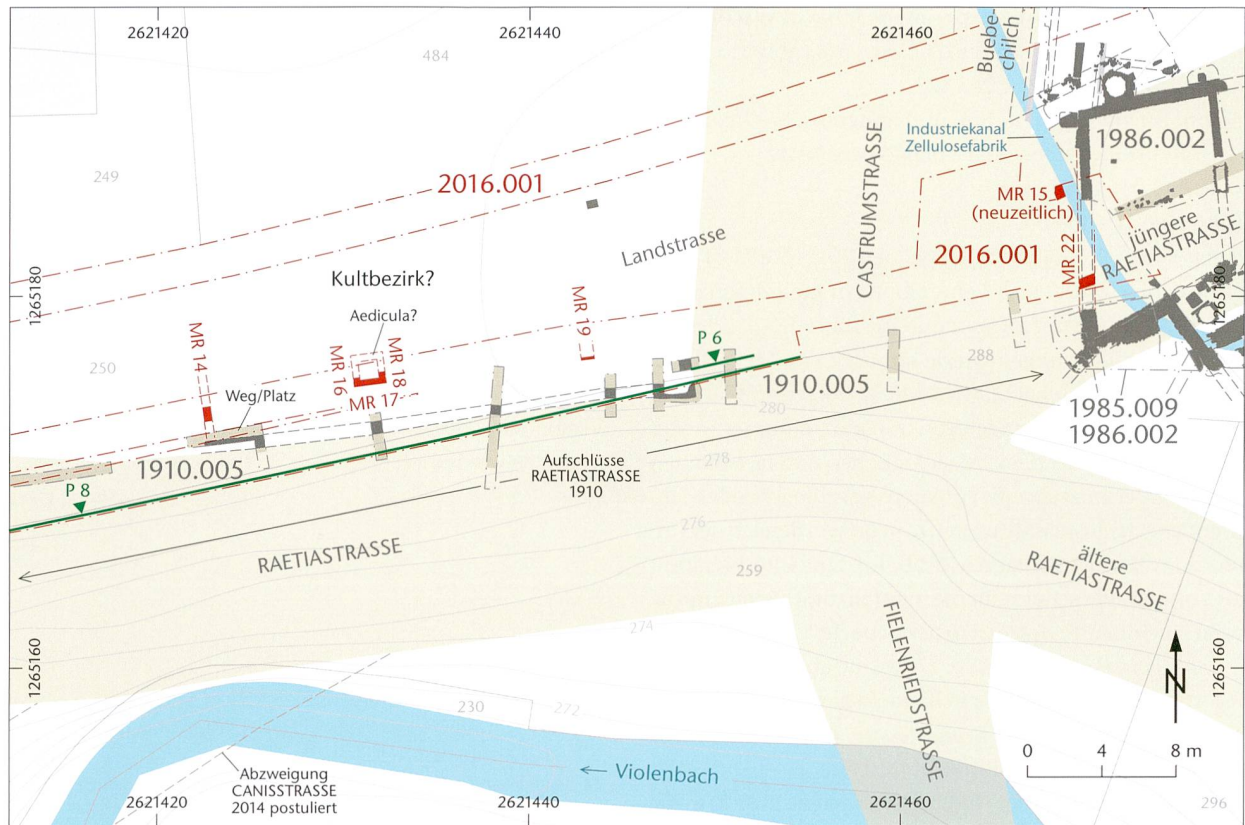 2621420
2621440
2621460
484
Buebe-
chilch
Industriekanal
Zellulosefabrik
1986.002
CASTRUMSTRASSE
249
2016.001
MR 15
(neuzeitlich)
jüngere
RAETIASTRASSE
Landstrasse
2016.001
MR 22
1265180
Kultbezirk?
1265180
Aedicula?
MR 19
MR 14
MR 16
MR 18
P 6
288
250
MR 17
1910.005
Weg/Platz
280
1985.009
1986.002
1910.005
Aufschlüsse
RAETIASTRASSE
1910
278
P 8
276
RAETIASTRASSE
259
ältere
RAETIASTRASSE
FIELENRIEDSTRASSE
274
1265160
1265160
N
230
272
0 4 8 m
Abzweigung
CANISSTRASSE
2014 postuliert
← Violenbach
2621420
2621440
2621460
296